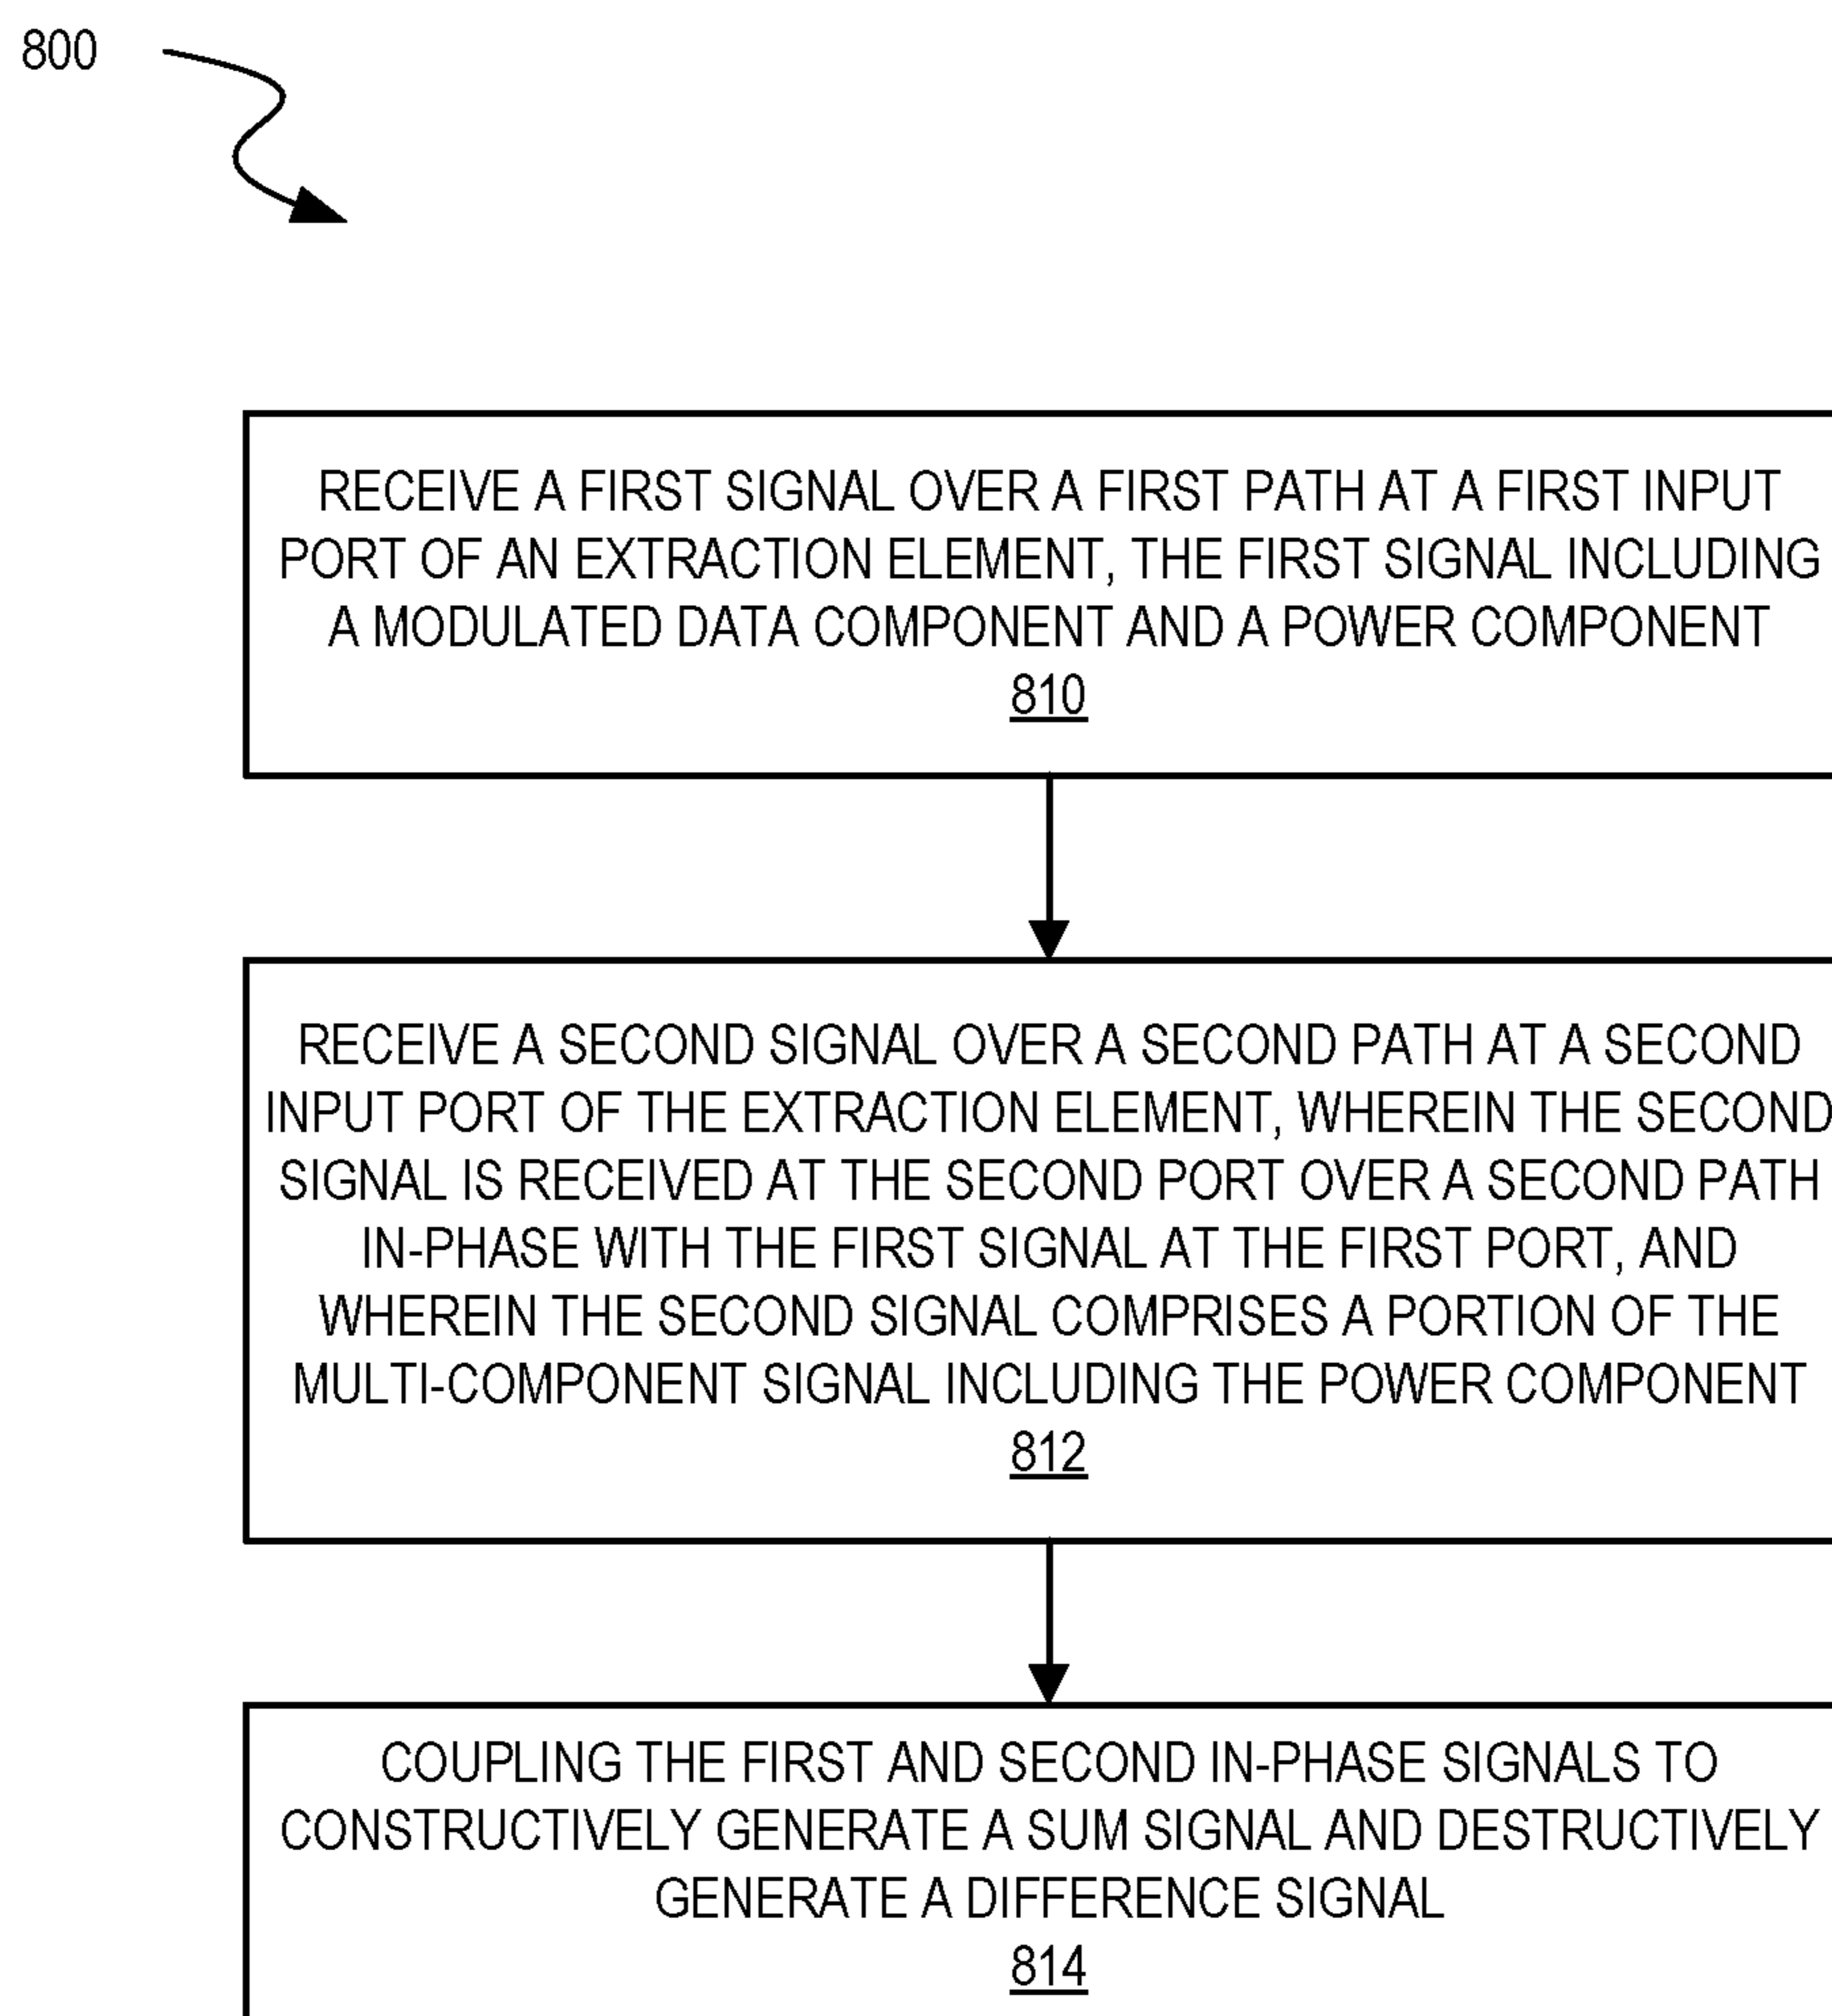 800
RECEIVE A FIRST SIGNAL OVER A FIRST PATH AT A FIRST INPUT
PORT OF AN EXTRACTION ELEMENT, THE FIRST SIGNAL INCLUDING
A MODULATED DATA COMPONENT AND A POWER COMPONENT
810
RECEIVE A SECOND SIGNAL OVER A SECOND PATH AT A SECOND
INPUT PORT OF THE EXTRACTION ELEMENT, WHEREIN THE SECOND
SIGNAL IS RECEIVED AT THE SECOND PORT OVER A SECOND PATH
IN-PHASE WITH THE FIRST SIGNAL AT THE FIRST PORT, AND
WHEREIN THE SECOND SIGNAL COMPRISES A PORTION OF THE
MULTI-COMPONENT SIGNAL INCLUDING THE POWER COMPONENT
812
COUPLING THE FIRST AND SECOND IN-PHASE SIGNALS TO
CONSTRUCTIVELY GENERATE A SUM SIGNAL AND DESTRUCTIVELY
GENERATE A DIFFERENCE SIGNAL
814